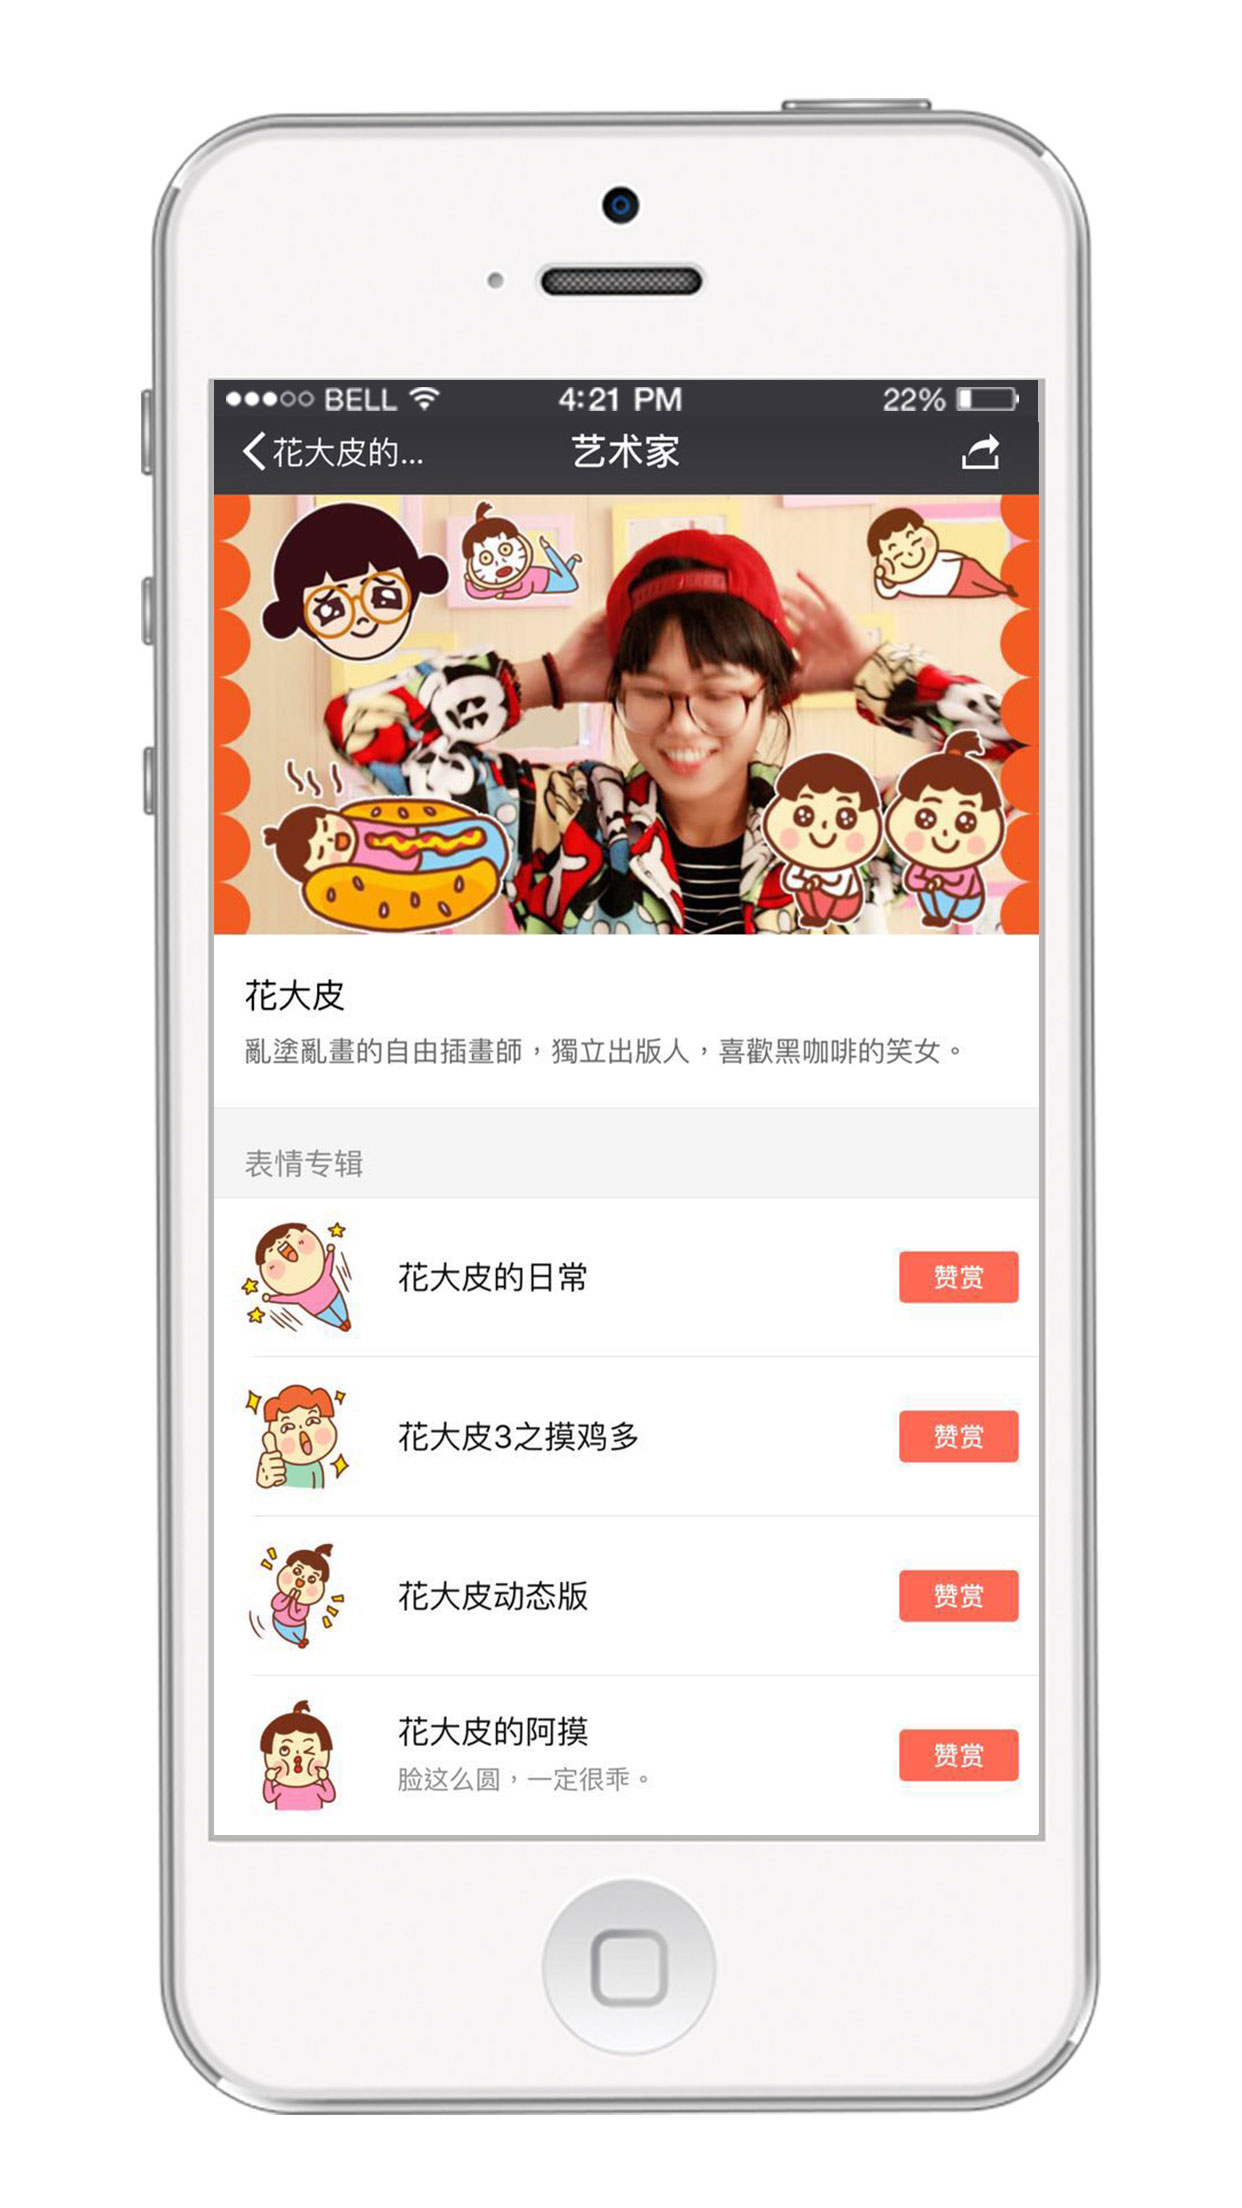 BELL 4:21 PM 22%
花大皮的... 艺术家
花大皮
亂塗亂畫的自由插畫師，獨立出版人，喜歡黑咖啡的笑女。
表情专辑
花大皮的日常 赞赏
花大皮3之摸鸡多 赞赏
花大皮动态版 赞赏
花大皮的阿摸 赞赏
脸这么圆，一定很乖。